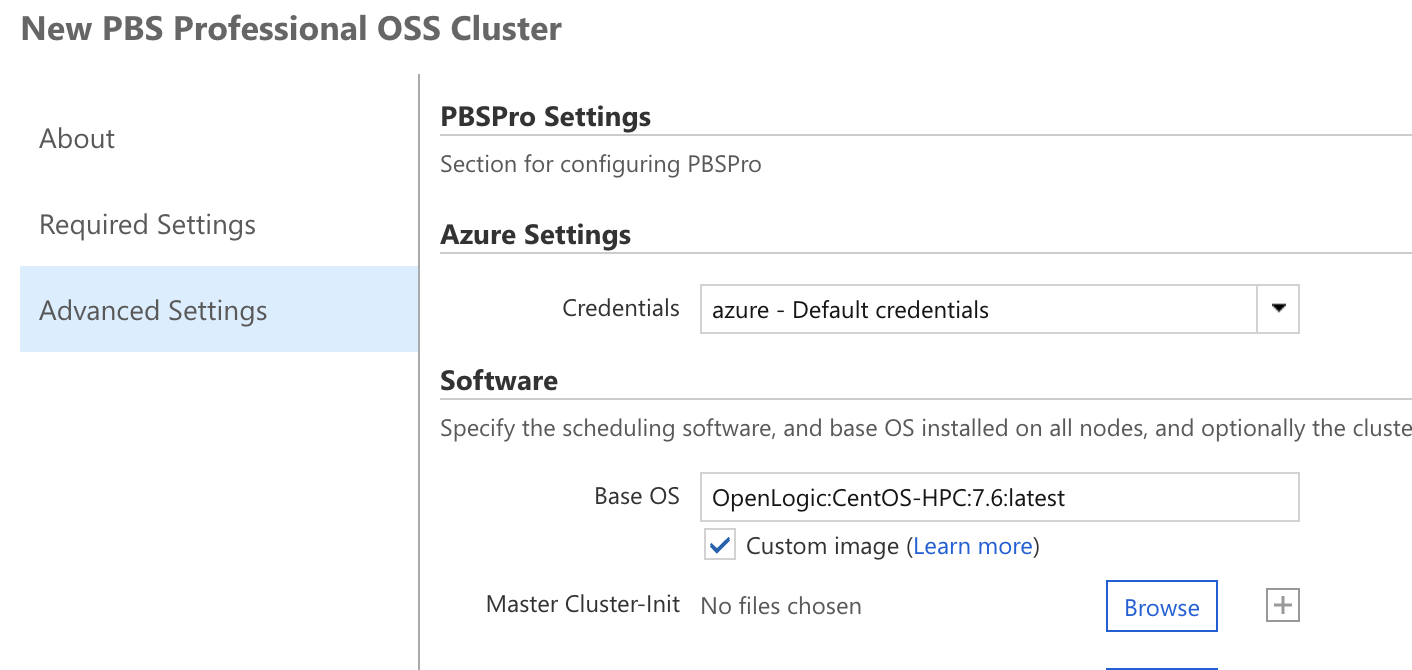 New PBS Professional OSS Cluster
About
Required Settings
Advanced Settings
PBSPro Settings
Section for configuring PBSPro
Azure Settings
Credentials azure - Default credentials
Software
Specify the scheduling software, and base OS installed on all nodes, and optionally the cluste
Base OS OpenLogic:CentOS-HPC:7.6:latest
Custom image (Learn more)
Master Cluster-Init No files chosen Browse